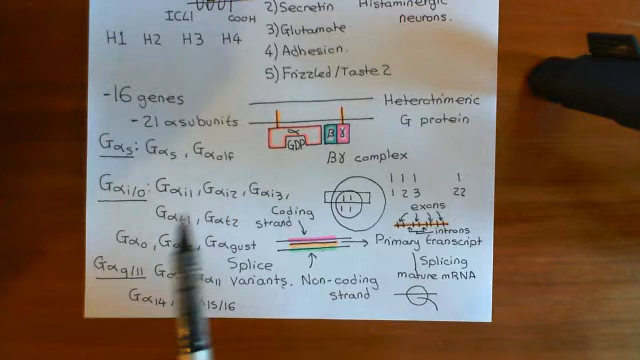 ICL1 COOH
H1 H2 H3 H4
2) Secretin Histaminergic
neurons.
3) Glutamate
4) Adhesion.
5) Frizzled/Taste 2
-16 genes
- 21 α subunits
Heterotrimeric
G protein
α
GDP
β γ
βγ complex
Gαs: Gαs, Gαolf
Gαi/o: Gαi1, Gαi2, Gαi3,
Gαt1, Gαt2
Gαo, Gαgust
Gαq/11
Gα14, 15/16
Splice
variants.
Coding
strand
Non-coding
strand
1 1 1 1
1 2 3 22
exons
introns
Primary transcript
Splicing
mature mRNA